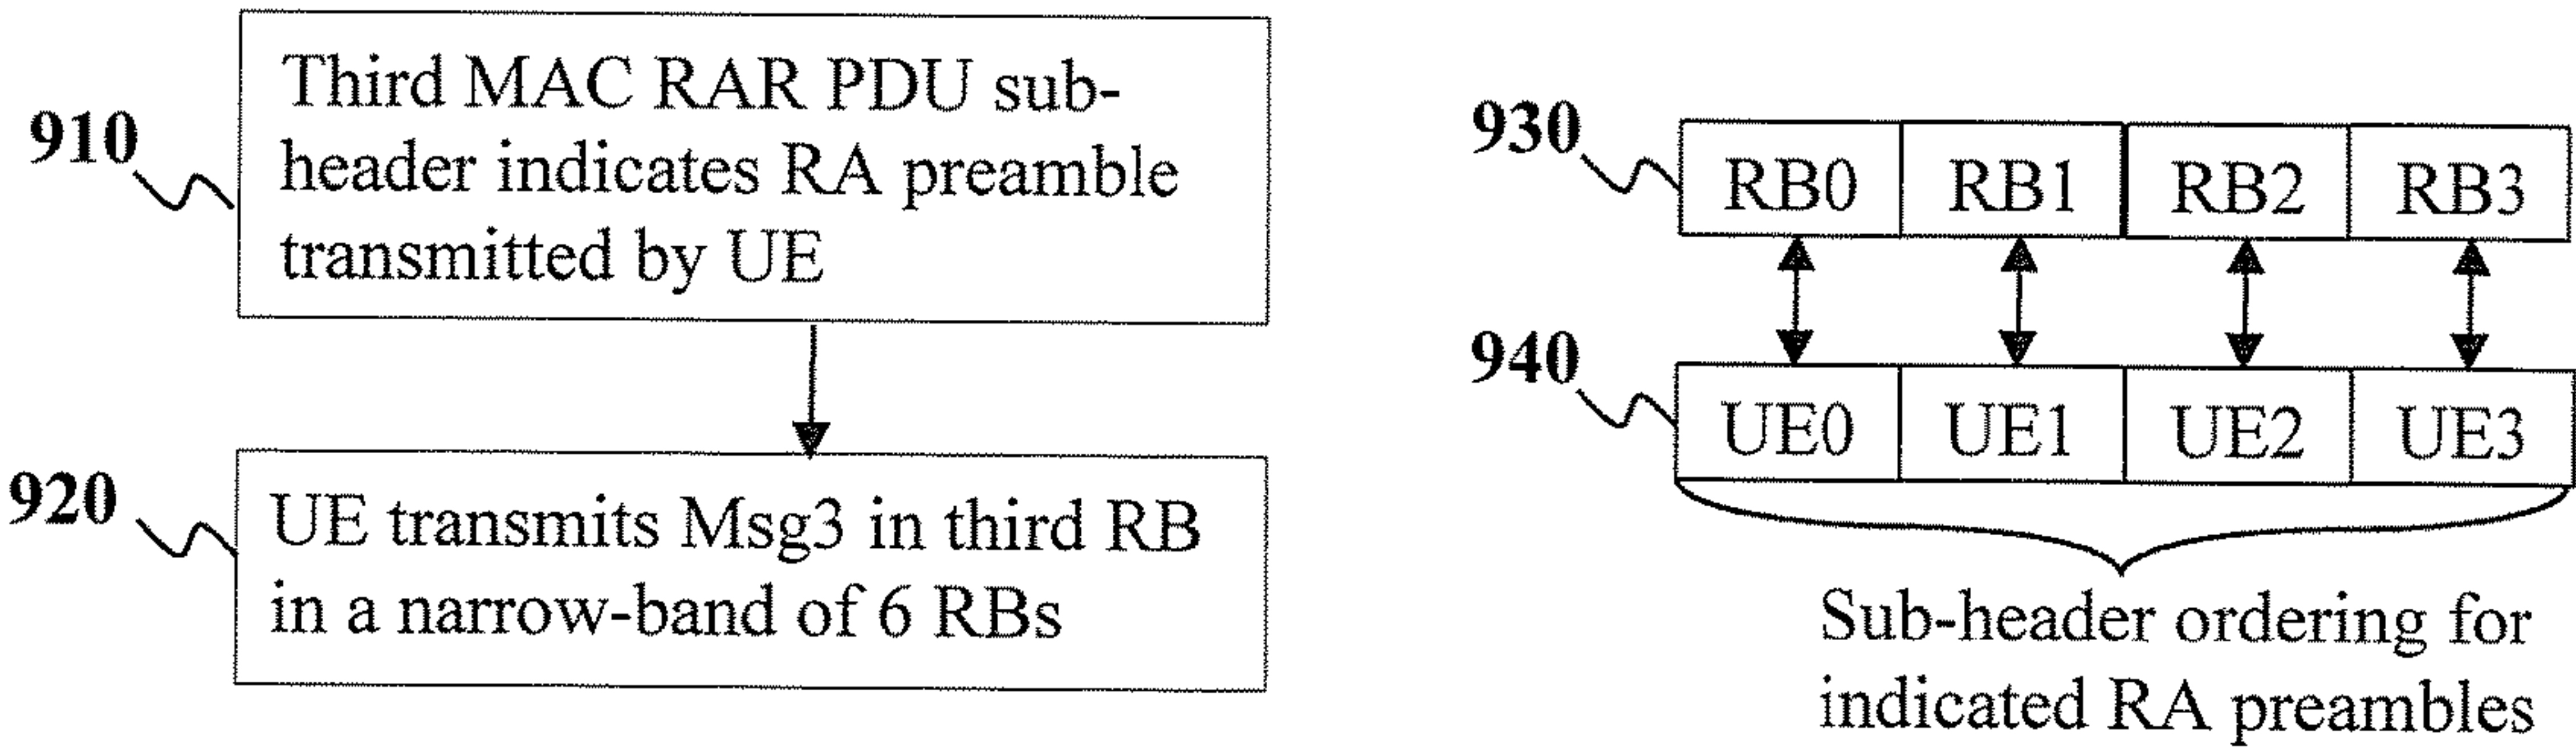 910
Third MAC RAR PDU sub-
header indicates RA preamble
transmitted by UE
920
UE transmits Msg3 in third RB
in a narrow-band of 6 RBs
930
RB0 RB1 RB2 RB3
940
UE0 UE1 UE2 UE3
Sub-header ordering for
indicated RA preambles